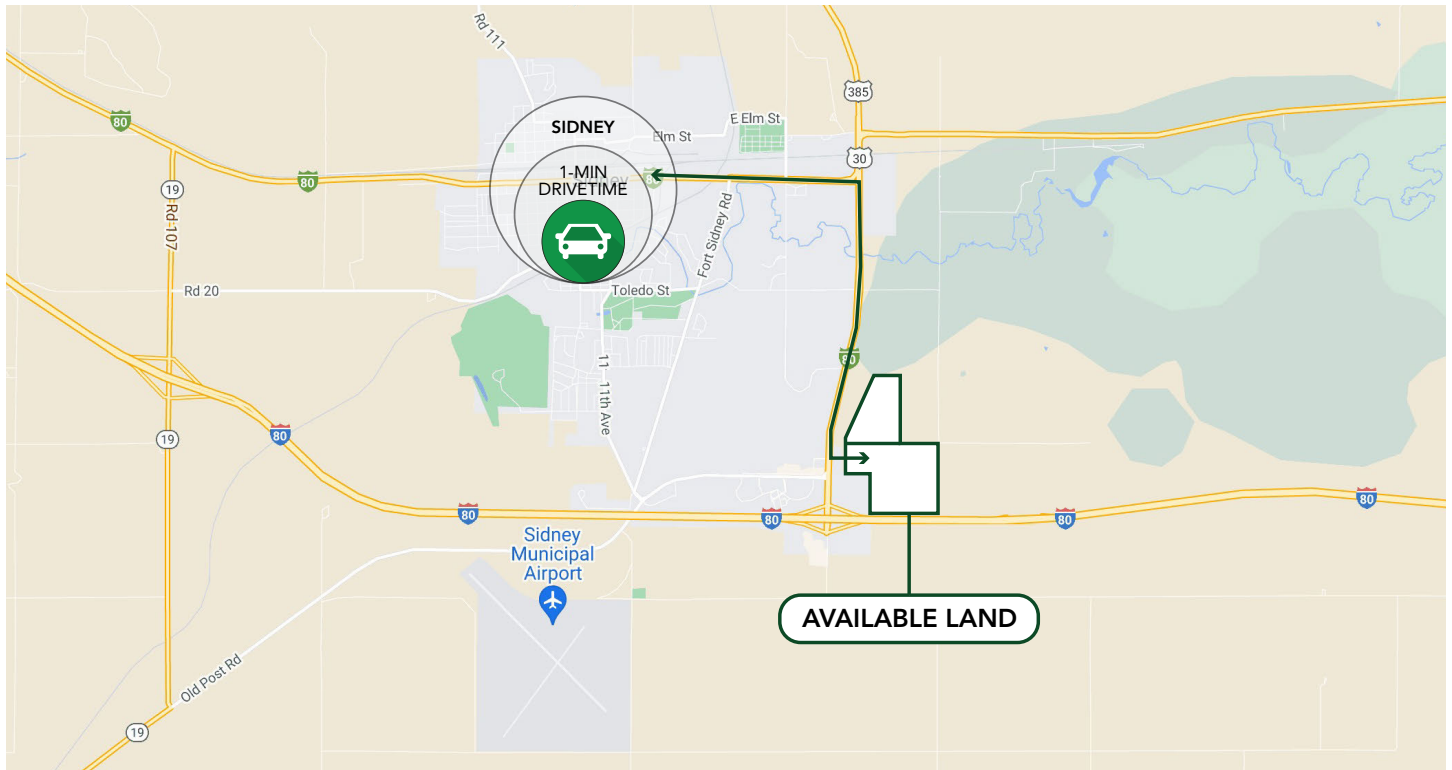 Rd 111
385
80
SIDNEY
E Elm St
Elm St
30
1-MIN
DRIVETIME
80
80
19
Rd 107
Fort Sidney Rd
Rd 20
Toledo St
80
11
11th Ave
19
80
80
80
80
80
Sidney
Municipal
Airport
AVAILABLE LAND
Old Post Rd
19